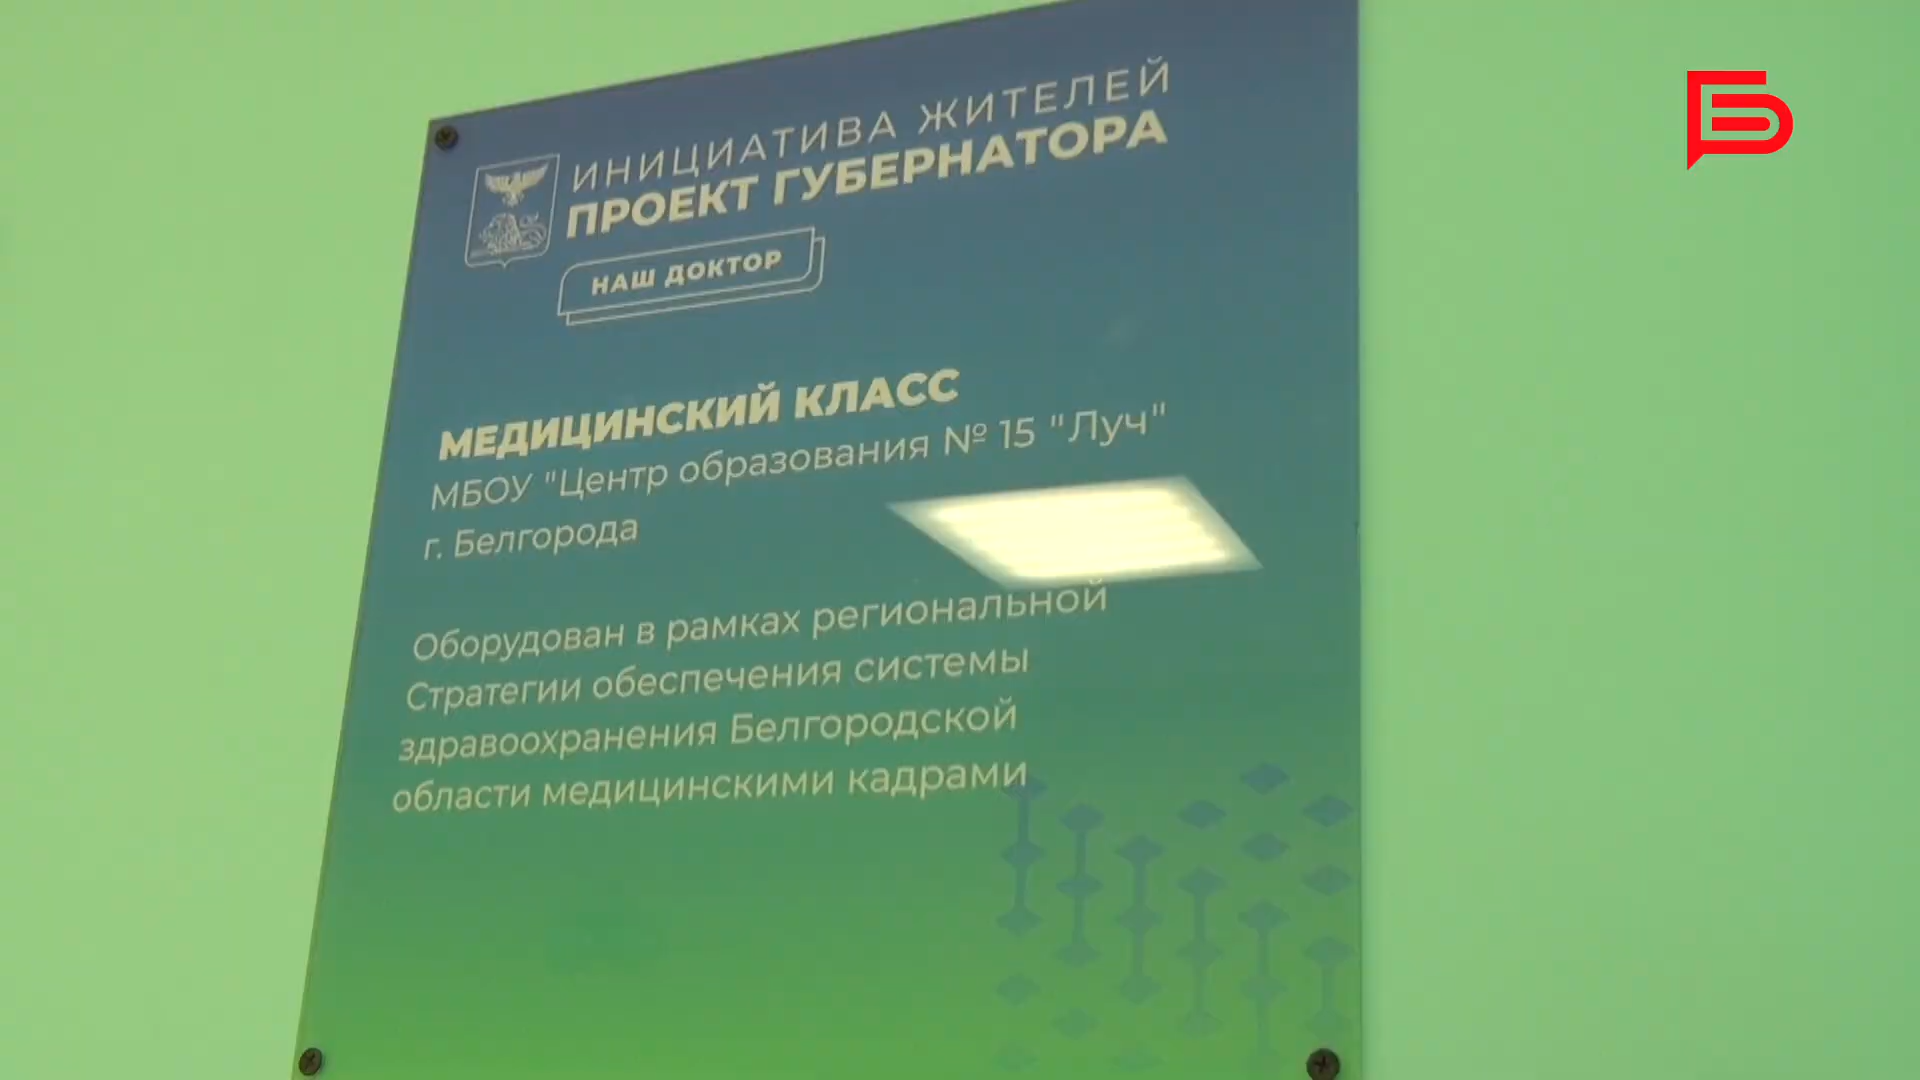 ИНИЦИАТИВА ЖИТЕЛЕЙ
ПРОЕКТ ГУБЕРНАТОРА
НАШ ДОКТОР
МЕДИЦИНСКИЙ КЛАСС
МБОУ "Центр образования № 15 "Луч"
г. Белгорода
Оборудован в рамках региональной
Стратегии обеспечения системы
здравоохранения Белгородской
области медицинскими кадрами
Б